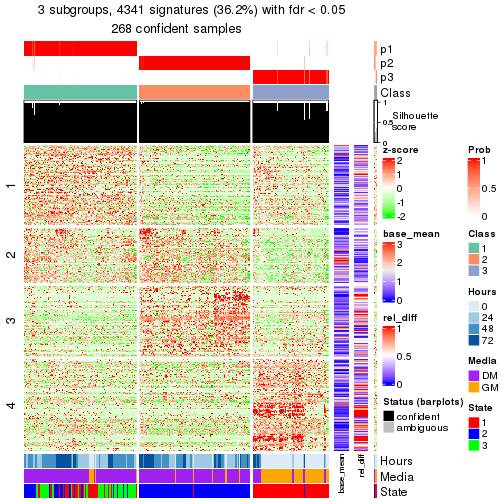 3 subgroups, 4341 signatures (36.2%) with fdr < 0.05
268 confident samples
p1
p2
p3
Class
1
0.5
0
Silhouette
score
1
2
3
4
base_mean
rel_diff
Hours
Media
State
z-score
2
1
0
-1
-2
base_mean
3
2
1
0
rel_diff
1
0.5
0
Status (barplots)
confident
ambiguous
Prob
1
0.5
0
Class
1
2
3
Hours
0
24
48
72
Media
DM
GM
State
1
2
3